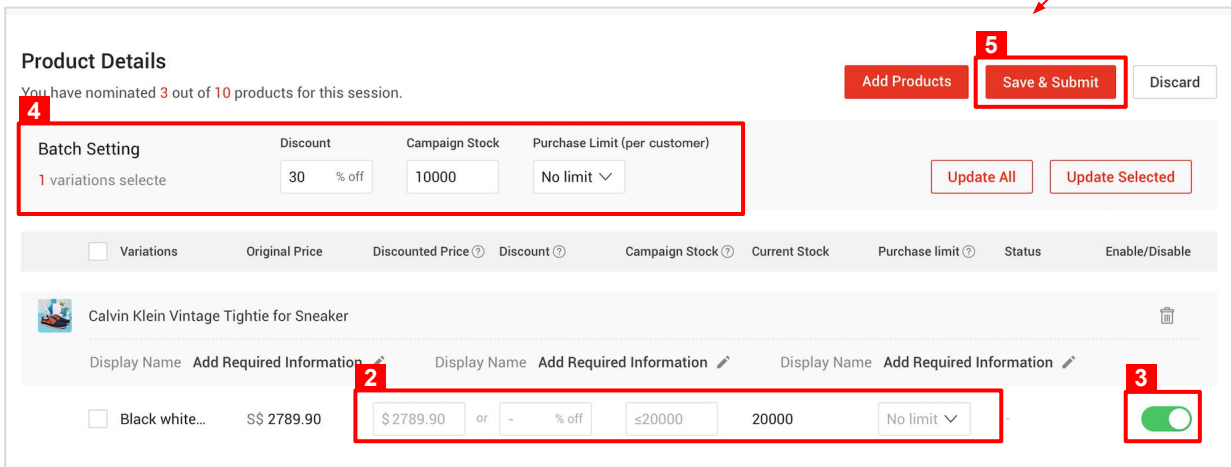 5
Product Details
Add Products Save & Submit Discard
You have nominated 3 out of 10 products for this session.
4
Batch Setting Discount Campaign Stock Purchase Limit (per customer)
1 variations selecte 30 % off 10000 No limit Update All Update Selected
Variations Original Price Discounted Price ? Discount ? Campaign Stock ? Current Stock Purchase limit ? Status Enable/Disable
Calvin Klein Vintage Tightie for Sneaker
Display Name Add Required Information Display Name Add Required Information Display Name Add Required Information
2 3
Black white... S$ 2789.90 $ 2789.90 or - % off ≤20000 20000 No limit -